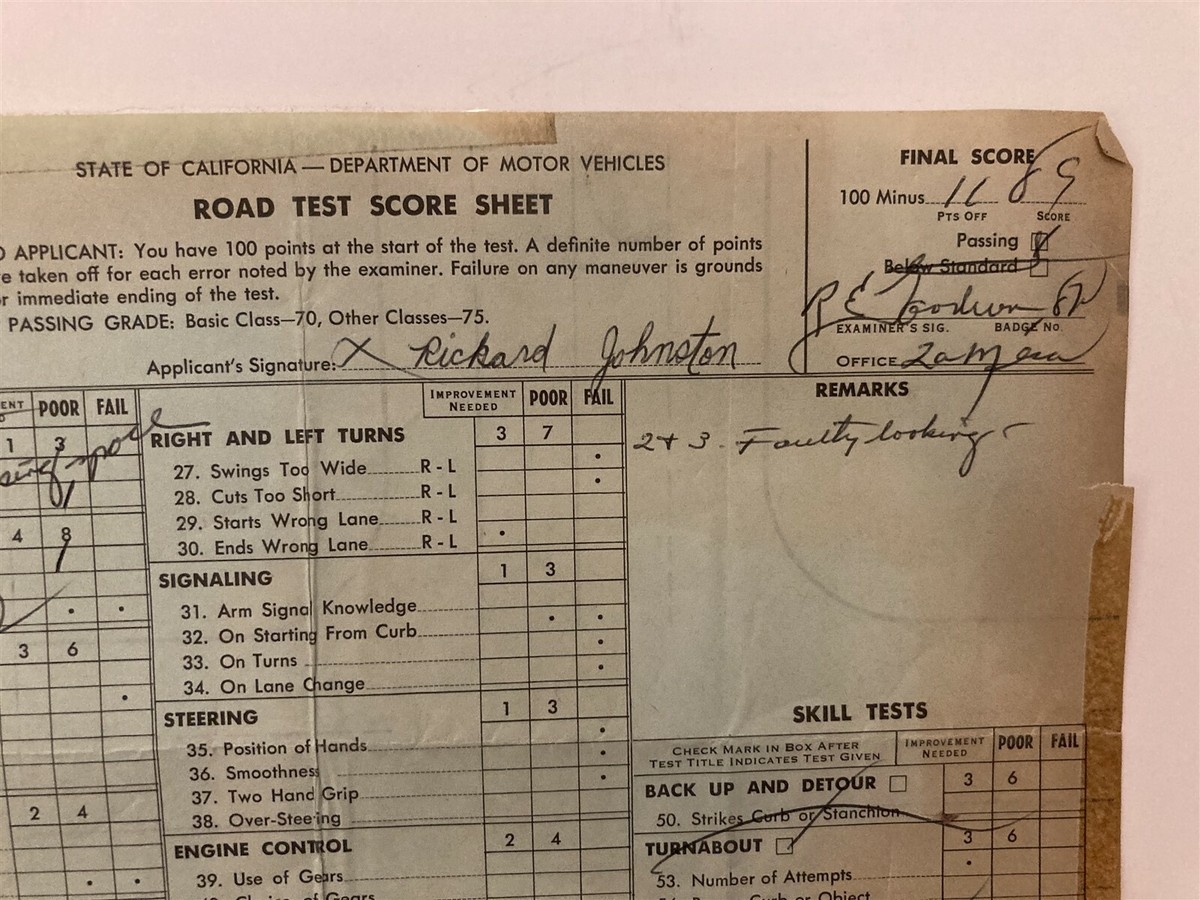 STATE OF CALIFORNIA — DEPARTMENT OF MOTOR VEHICLES
ROAD TEST SCORE SHEET
APPLICANT: You have 100 points at the start of the test. A definite number of points
taken off for each error noted by the examiner. Failure on any maneuver is grounds
immediate ending of the test.
PASSING GRADE: Basic Class—70, Other Classes—75.
Applicant's Signature: X Rickard Johnston
FINAL SCORE
100 Minus 11 89
PTS OFF SCORE
Passing
Below Standard
R E Goodwin
EXAMINER'S SIG. BADGE No.
OFFICE La Mesa
POOR FAIL
1 3
4 8
3 6
2 4
IMPROVEMENT NEEDED POOR FAIL
RIGHT AND LEFT TURNS 3 7
27. Swings Too Wide R - L
28. Cuts Too Short R - L
29. Starts Wrong Lane R - L
30. Ends Wrong Lane R - L
SIGNALING 1 3
31. Arm Signal Knowledge
32. On Starting From Curb
33. On Turns
34. On Lane Change
STEERING 1 3
35. Position of Hands
36. Smoothness
37. Two Hand Grip
38. Over-Steering
ENGINE CONTROL 2 4
39. Use of Gears
REMARKS
2 + 3. Faulty looking
SKILL TESTS
CHECK MARK IN BOX AFTER
TEST TITLE INDICATES TEST GIVEN
IMPROVEMENT NEEDED POOR FAIL
BACK UP AND DETOUR 3 6
50. Strikes Curb or Stanchion
TURNABOUT 3 6
53. Number of Attempts
Curb or Object